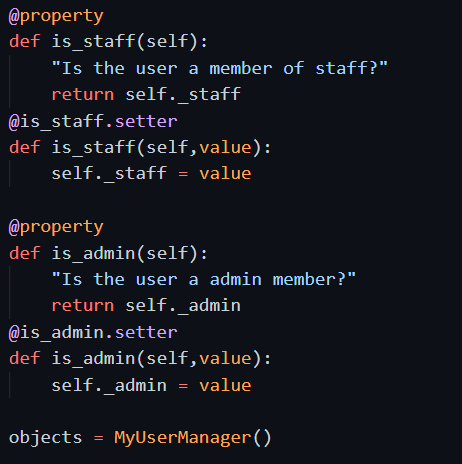 @property
def is_staff(self):
    "Is the user a member of staff?"
    return self._staff
@is_staff.setter
def is_staff(self,value):
    self._staff = value

@property
def is_admin(self):
    "Is the user a admin member?"
    return self._admin
@is_admin.setter
def is_admin(self,value):
    self._admin = value

objects = MyUserManager()